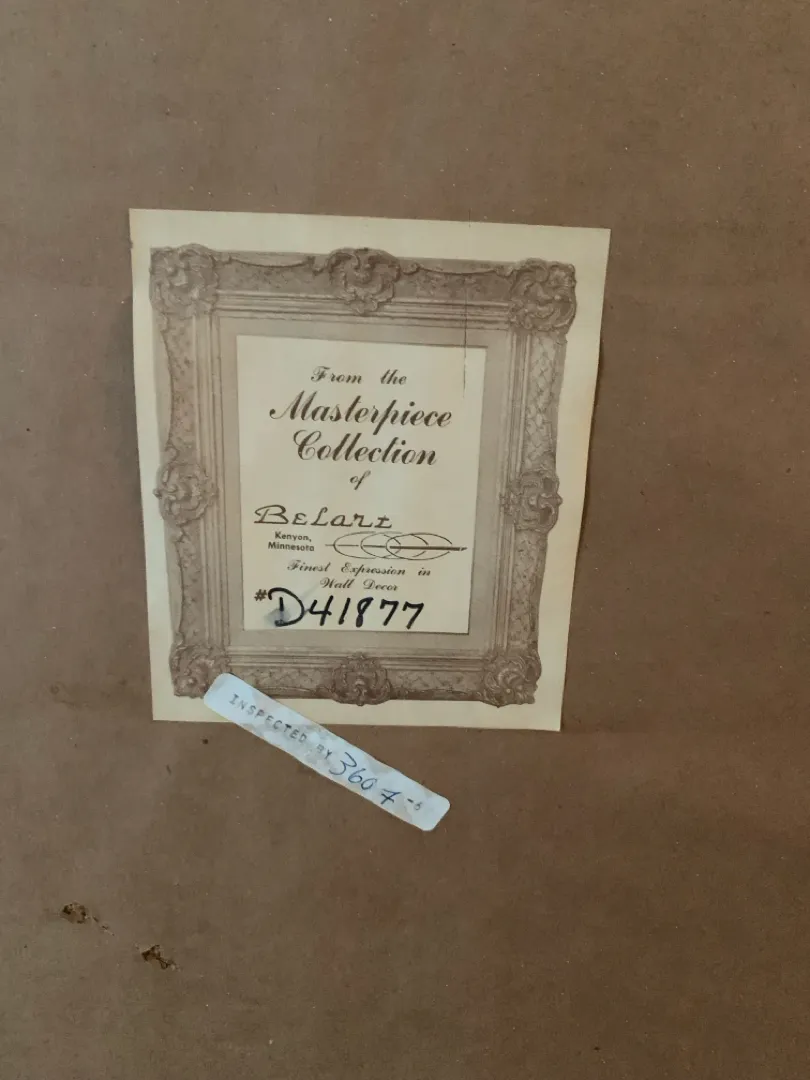 From the
Masterpiece
Collection
of
BELart
Kenyon,
Minnesota
Finest Expression in
Wall Decor
#D41877
INSPECTED BY 3607-6